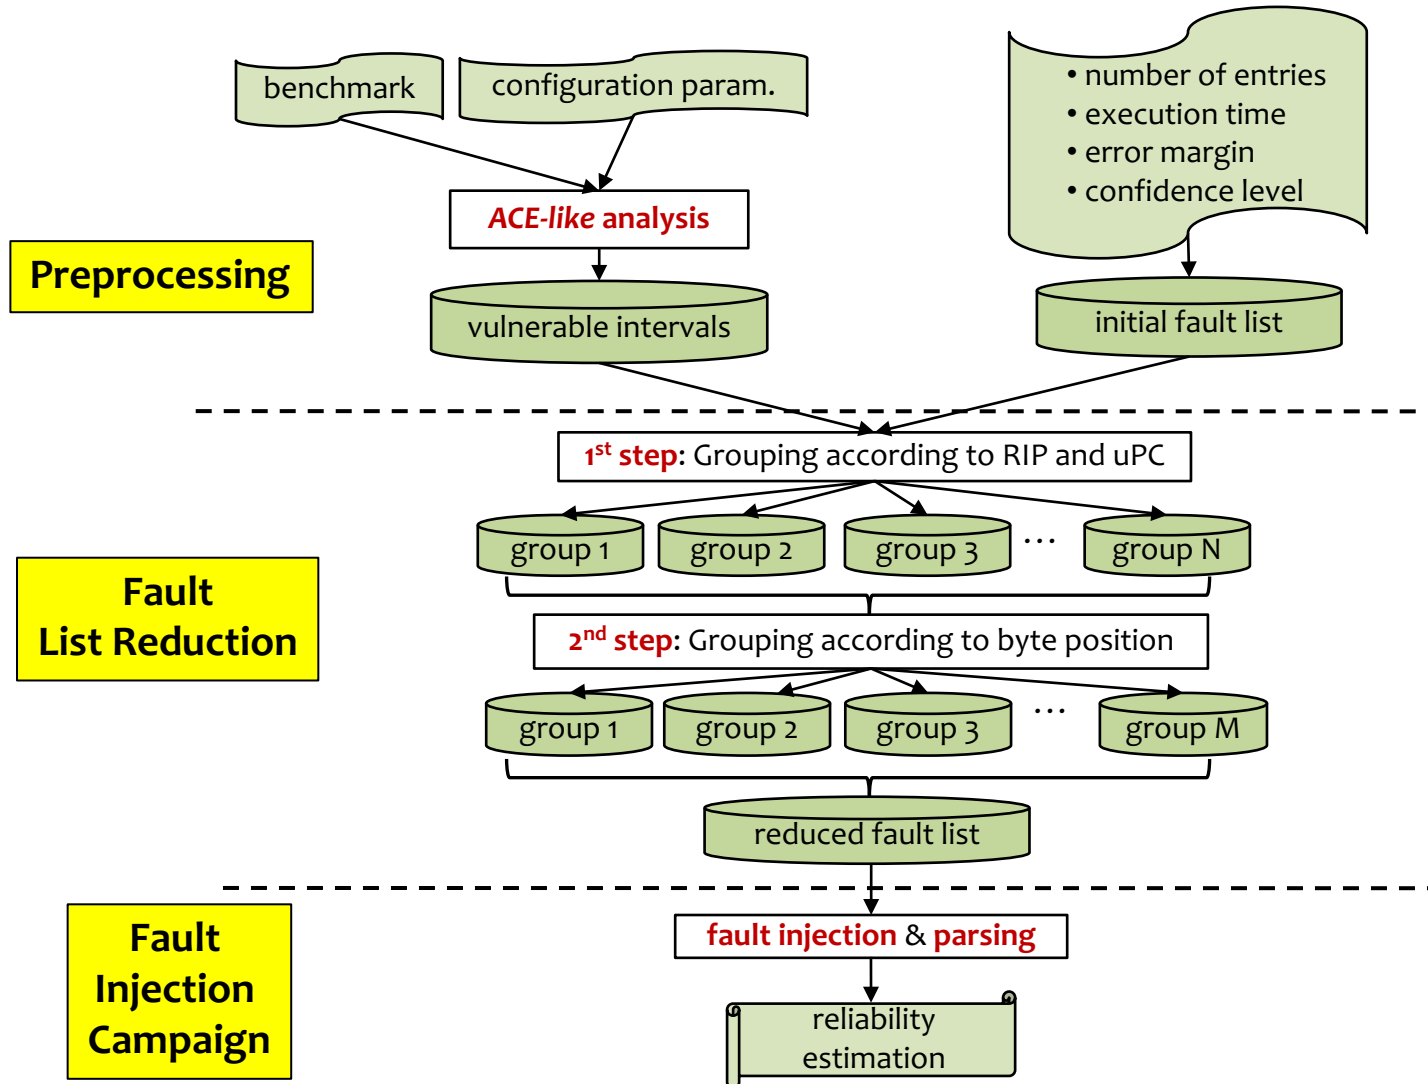 benchmark
configuration param.
• number of entries
• execution time
• error margin
• confidence level
ACE-like analysis
Preprocessing
vulnerable intervals
initial fault list
1st step: Grouping according to RIP and uPC
group 1
group 2
group 3
...
group N
Fault
List Reduction
2nd step: Grouping according to byte position
group 1
group 2
group 3
...
group M
reduced fault list
Fault
Injection
Campaign
fault injection & parsing
reliability
estimation